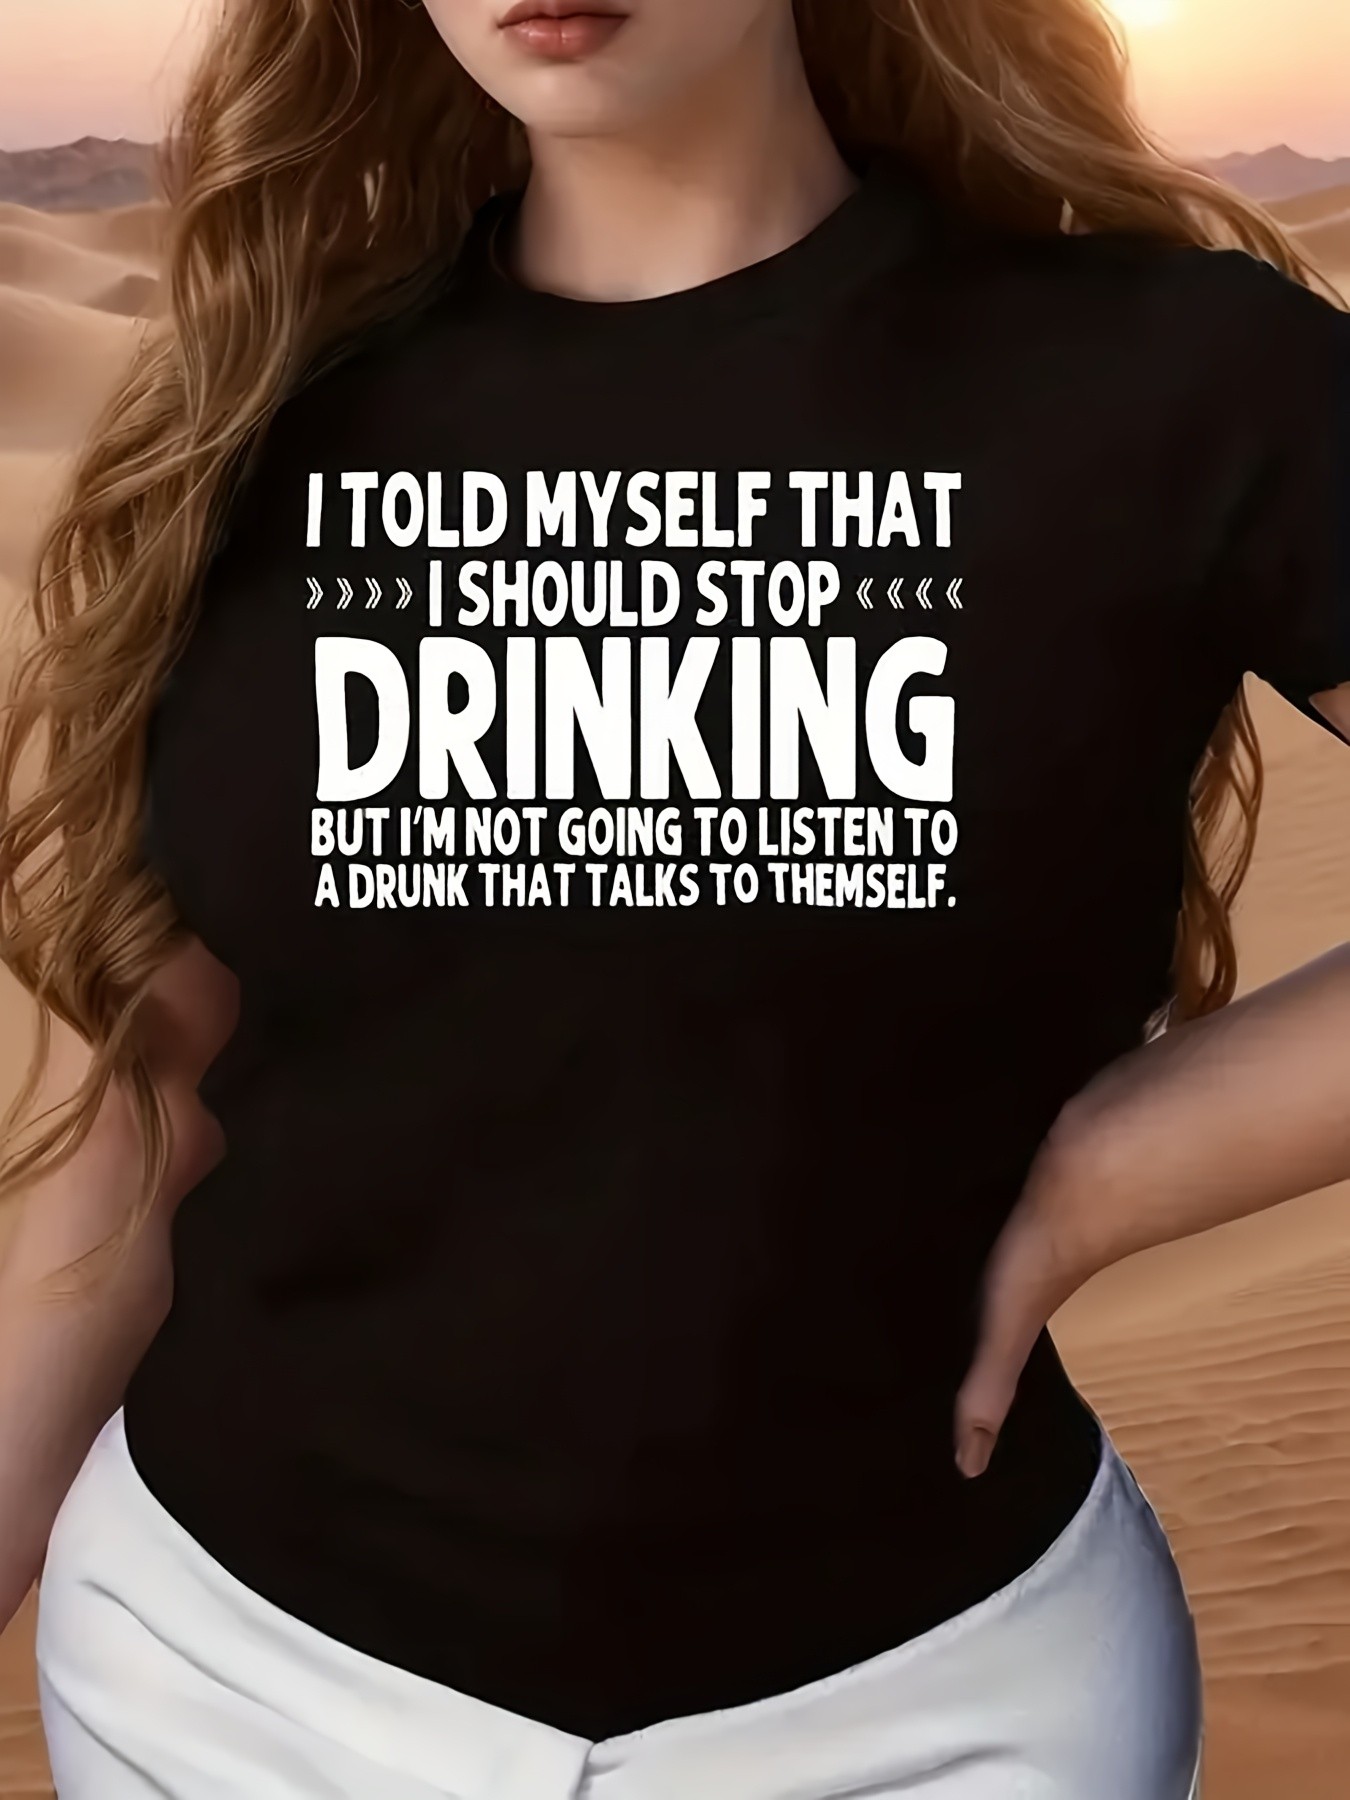 I TOLD MYSELF THAT
»»»» I SHOULD STOP ««««
DRINKING
BUT I'M NOT GOING TO LISTEN TO
A DRUNK THAT TALKS TO THEMSELF.